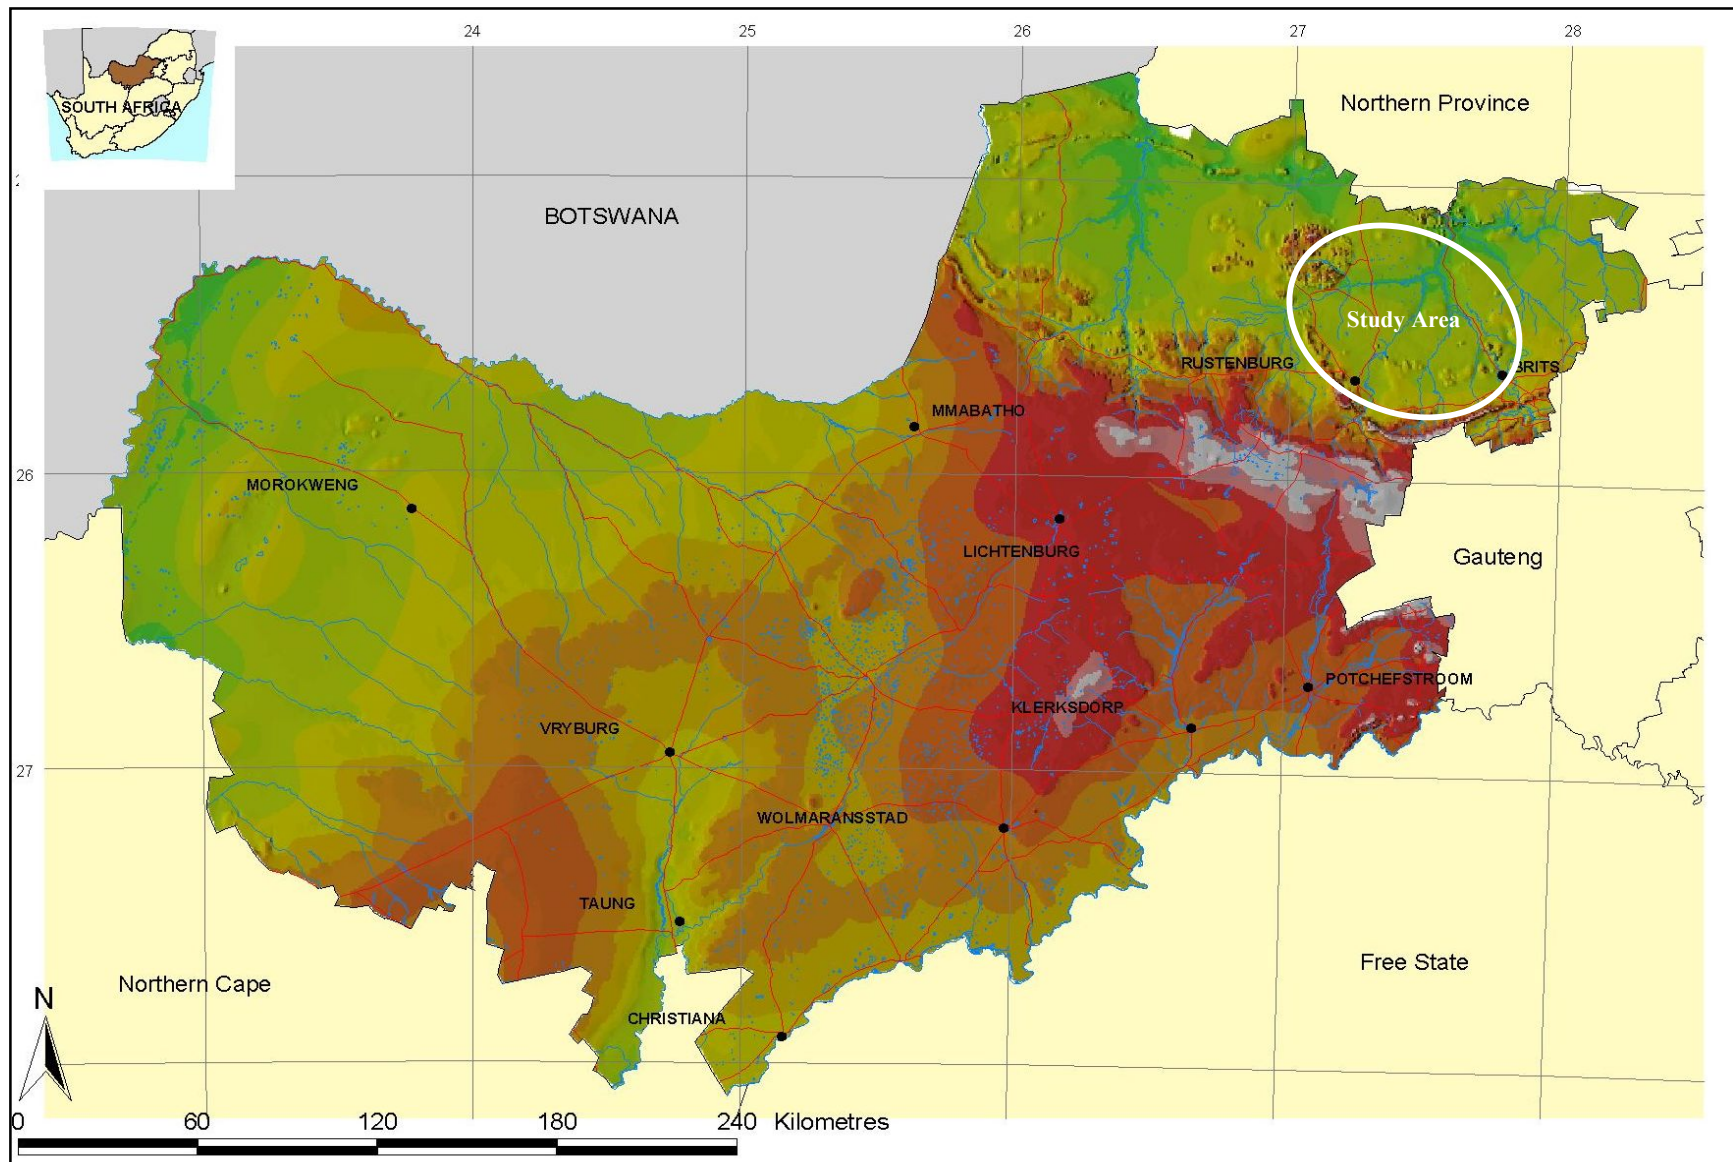 24
25
26
27
28
SOUTH AFRICA
Northern Province
BOTSWANA
Study Area
RUSTENBURG
BRITS
MMABATHO
26
MOROKWENG
LICHTENBURG
Gauteng
POTCHEFSTROOM
KLERKSDORP
VRYBURG
27
WOLMARANSSTAD
TAUNG
Free State
Northern Cape
N
CHRISTIANA
0
60
120
180
240
Kilometres